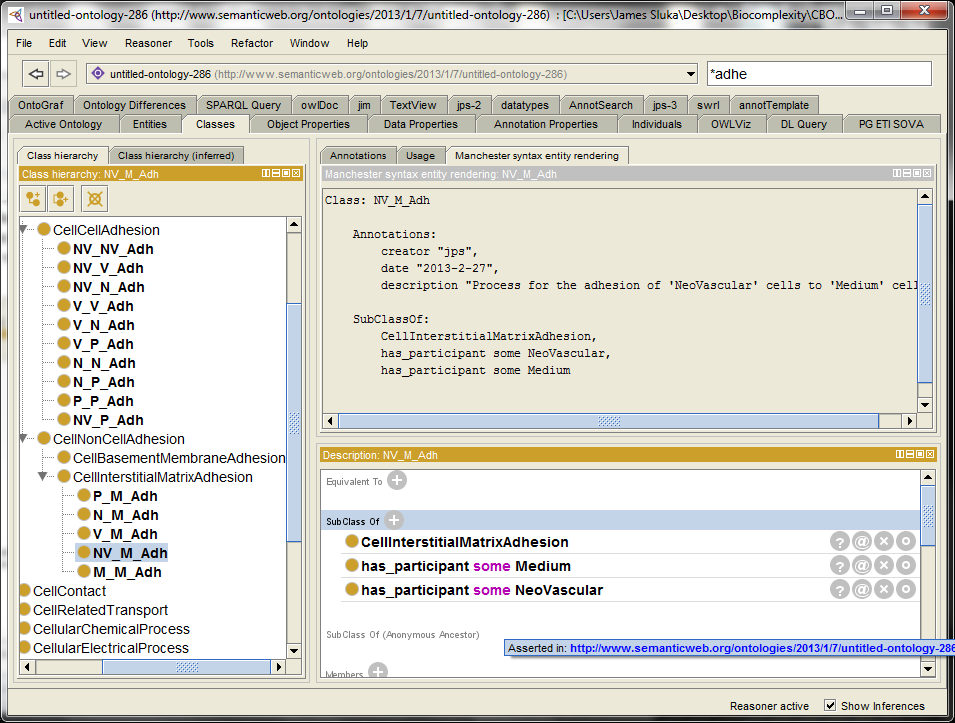 untitled-ontology-286 (http://www.semanticweb.org/ontologies/2013/1/7/untitled-ontology-286) : [C:\Users\James Sluka\Desktop\Biocomplexity\CBO...
File Edit View Reasoner Tools Refactor Window Help
untitled-ontology-286 (http://www.semanticweb.org/ontologies/2013/1/7/untitled-ontology-286)
*adhe
OntoGraf Ontology Differences SPARQL Query owlDoc jim TextView jps-2 datatypes AnnotSearch jps-3 swrl annotTemplate
Active Ontology Entities Classes Object Properties Data Properties Annotation Properties Individuals OWLViz DL Query PG ETI SOVA
Class hierarchy Class hierarchy (inferred)
Class hierarchy: NV_M_Adh
CellCellAdhesion
NV_NV_Adh
NV_V_Adh
NV_N_Adh
V_V_Adh
V_N_Adh
V_P_Adh
N_N_Adh
N_P_Adh
P_P_Adh
NV_P_Adh
CellNonCellAdhesion
CellBasementMembraneAdhesion
CellInterstitialMatrixAdhesion
P_M_Adh
N_M_Adh
V_M_Adh
NV_M_Adh
M_M_Adh
CellContact
CellRelatedTransport
CellularChemicalProcess
CellularElectricalProcess
Annotations Usage Manchester syntax entity rendering
Manchester syntax entity rendering: NV_M_Adh
Class: NV_M_Adh
Annotations:
creator "jps",
date "2013-2-27",
description "Process for the adhesion of 'NeoVascular' cells to 'Medium' cel
SubClassOf:
CellInterstitialMatrixAdhesion,
has_participant some NeoVascular,
has_participant some Medium
Description: NV_M_Adh
Equivalent To
SubClass Of
CellInterstitialMatrixAdhesion
has_participant some Medium
has_participant some NeoVascular
SubClass Of (Anonymous Ancestor)
Asserted in: http://www.semanticweb.org/ontologies/2013/1/7/untitled-ontology-286
Members
Reasoner active Show Inferences